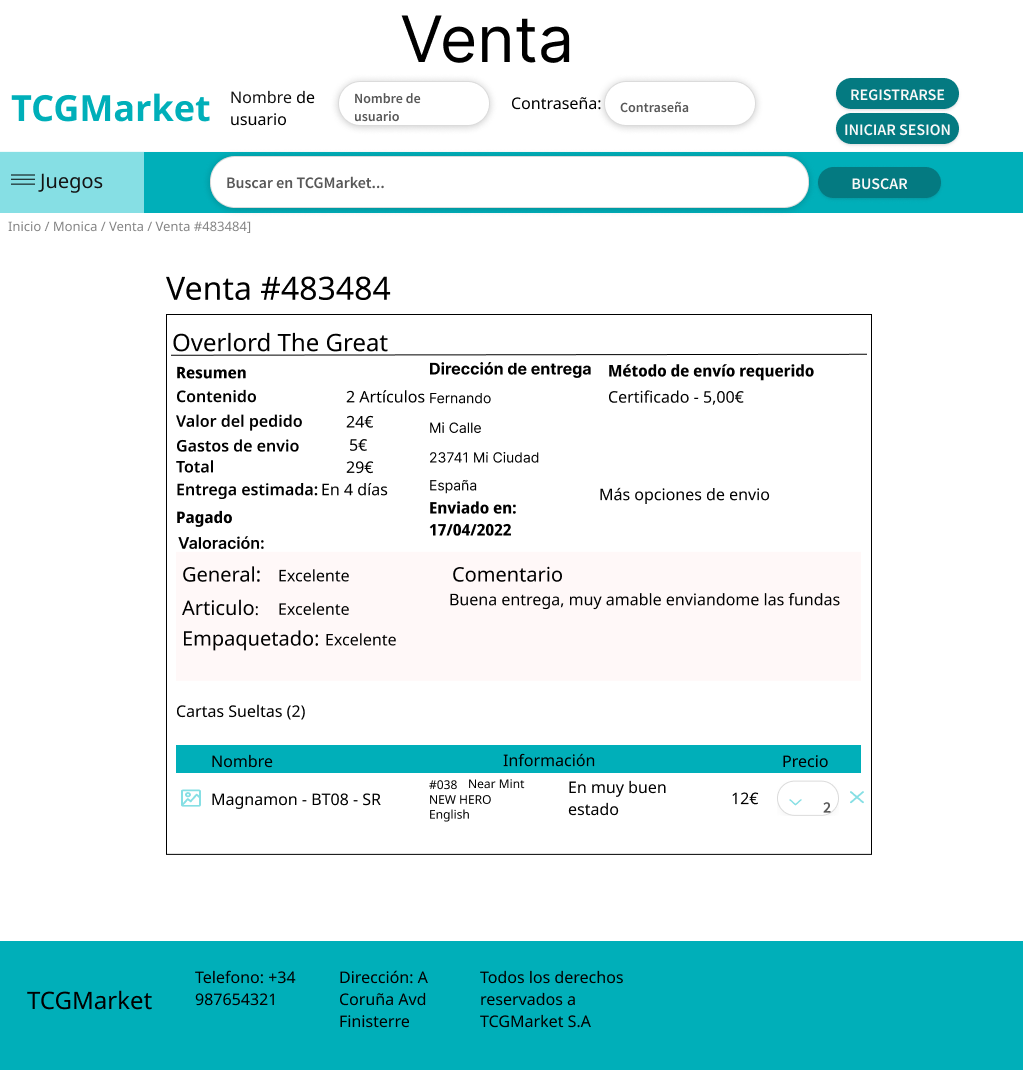 Venta
TCGMarket
Nombre de
usuario
Nombre de
usuario
Contraseña:
Contraseña
REGISTRARSE
INICIAR SESION
Juegos
Buscar en TCGMarket...
BUSCAR
Inicio / Monica / Venta / Venta #483484]
Venta #483484
Overlord The Great
Resumen
Contenido 2 Artículos
Valor del pedido 24€
Gastos de envio 5€
Total 29€
Entrega estimada: En 4 días
Pagado
Dirección de entrega
Fernando
Mi Calle
23741 Mi Ciudad
España
Enviado en:
17/04/2022
Método de envío requerido
Certificado - 5,00€
Más opciones de envio
Valoración:
General: Excelente
Articulo: Excelente
Empaquetado: Excelente
Comentario
Buena entrega, muy amable enviandome las fundas
Cartas Sueltas (2)
Nombre Información Precio
Magnamon - BT08 - SR
#038 Near Mint
NEW HERO
English
En muy buen
estado
12€
2
TCGMarket
Telefono: +34
987654321
Dirección: A
Coruña Avd
Finisterre
Todos los derechos
reservados a
TCGMarket S.A